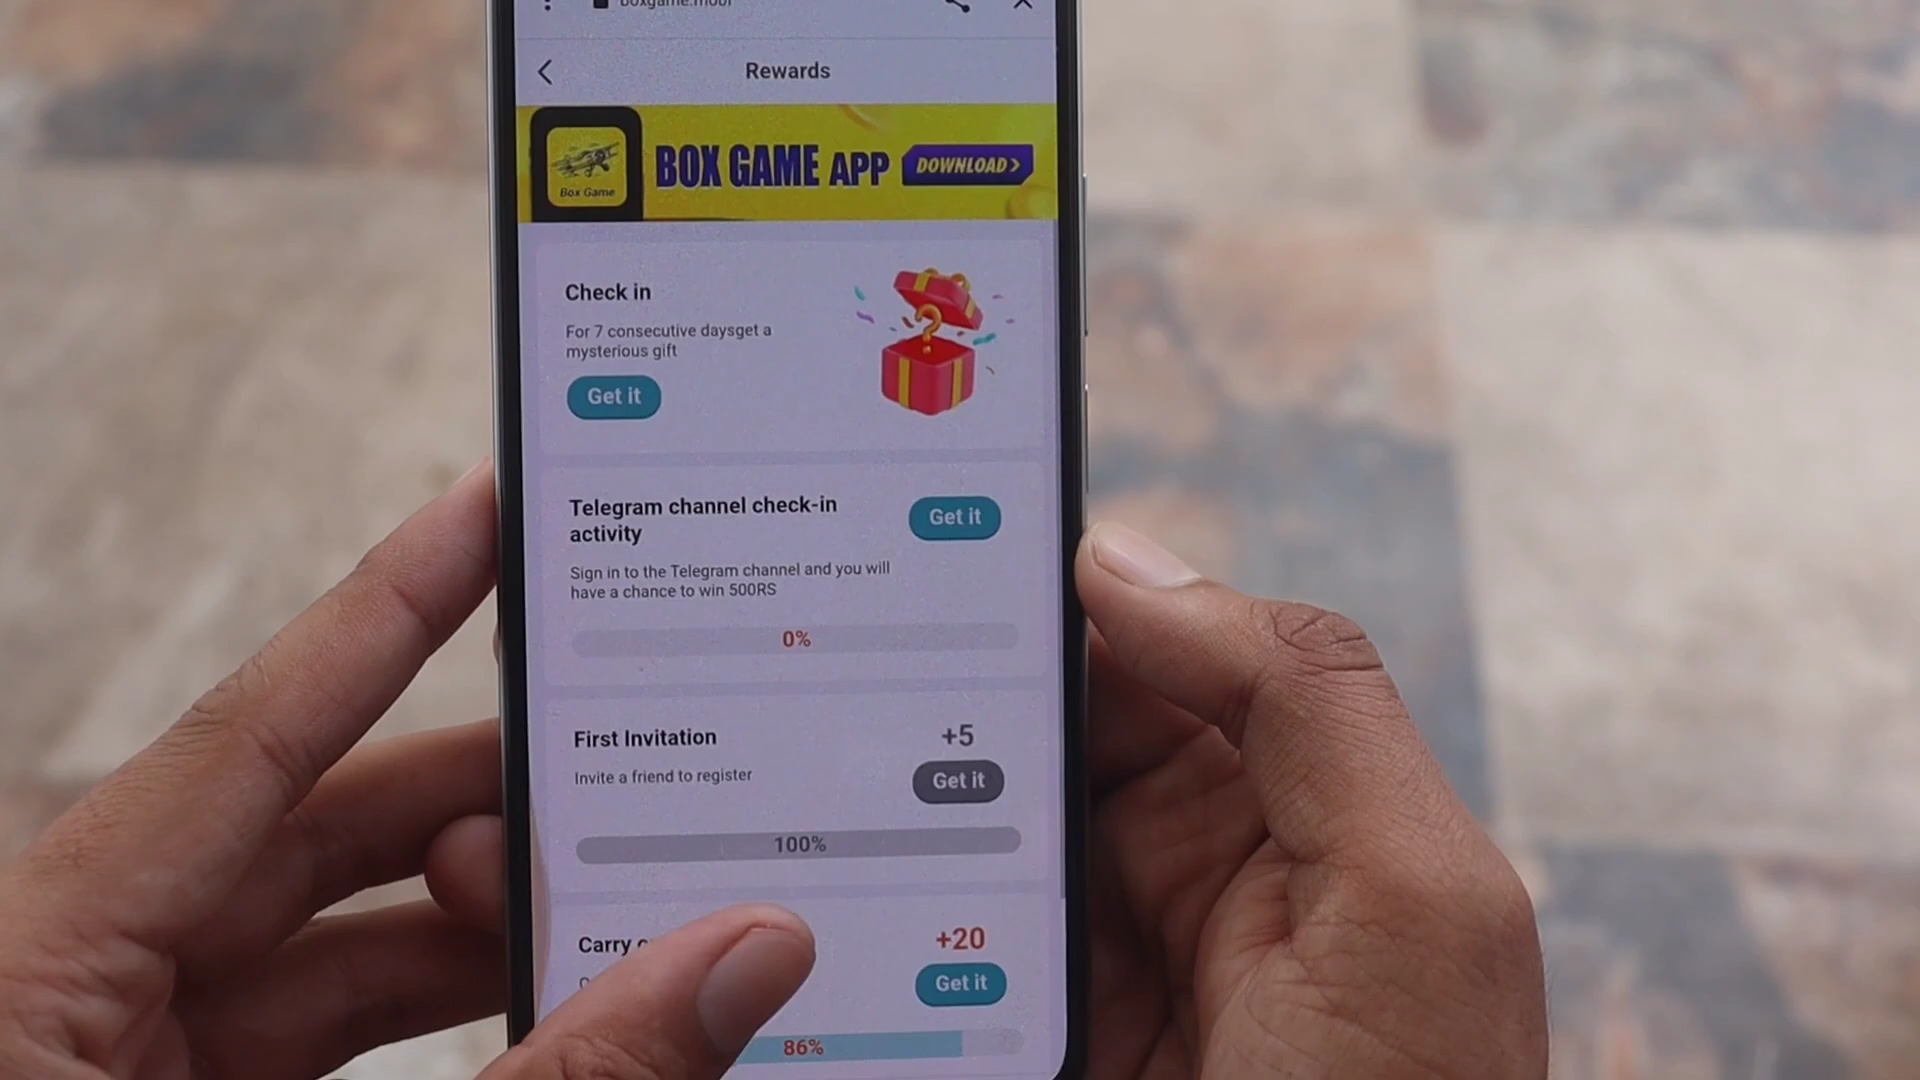 boxgame.mobi
Rewards
Box Game
BOX GAME APP
DOWNLOAD>
Check in
For 7 consecutive daysget a
mysterious gift
Get it
Telegram channel check-in
activity
Get it
Sign in to the Telegram channel and you will
have a chance to win 500RS
0%
First Invitation
+5
Invite a friend to register
Get it
100%
Carry
+20
Get it
86%